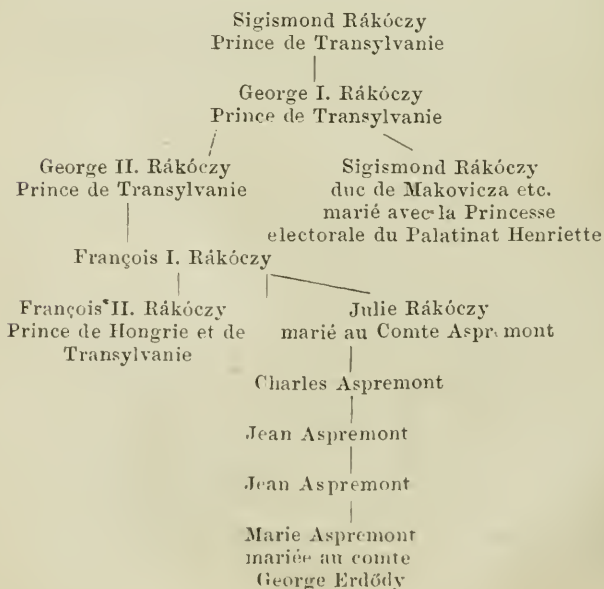 Sigismond Rákóczy
Prince de Transylvanie
George I. Rákóczy
Prince de Transylvanie
George II. Rákóczy
Prince de Transylvanie
Sigismond Rákóczy
duc de Makovicza etc.
marié avec la Princesse
electorale du Palatinat Henriette
François I. Rákóczy
François II. Rákóczy
Prince de Hongrie et de
Transylvanie
Julie Rákóczy
marié au Comte Aspremont
Charles Aspremont
Jean Aspremont
Jean Aspremont
Marie Aspremont
mariée au comte
George Erdődy